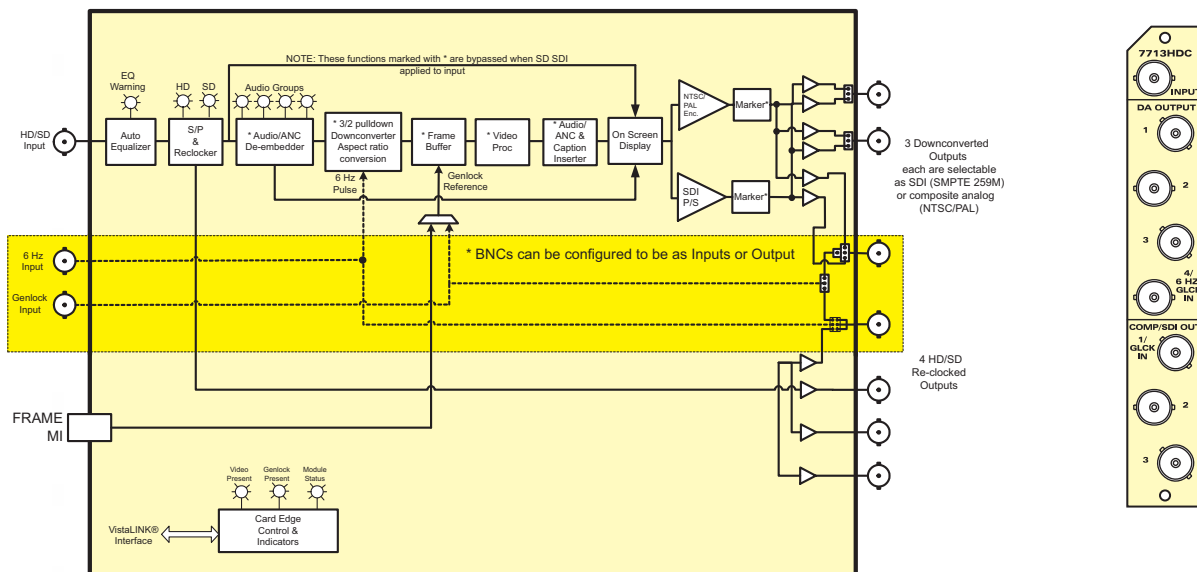 NOTE: These functions marked with * are bypassed when SD SDI
applied to input
EQ
Warning
HD SD
Audio Groups
HD/SD
Input
Auto
Equalizer
S/P
&
Reclocker
* Audio/ANC
De-embedder
* 3/2 pulldown
Downconverter
Aspect ratio
conversion
* Frame
Buffer
* Video
Proc
* Audio/
ANC &
Caption
Inserter
On Screen
Display
NTSC/
PAL
Enc.
Marker*
SDI
P/S
Marker*
3 Downconverted
Outputs
each are selectable
as SDI (SMPTE 259M)
or composite analog
(NTSC/PAL)
6 Hz
Pulse
Genlock
Reference
6 Hz
Input
* BNCs can be configured to be as Inputs or Output
Genlock
Input
4 HD/SD
Re-clocked
Outputs
FRAME
MI
Video
Present
Genlock
Present
Module
Status
VistaLINK®
Interface
Card Edge
Control &
Indicators
7713HDC
INPUT
DA OUTPUT
1
2
3
4/
6 HZ
GLCK
IN
COMP/SDI OUT
1/
GLCK
IN
2
3